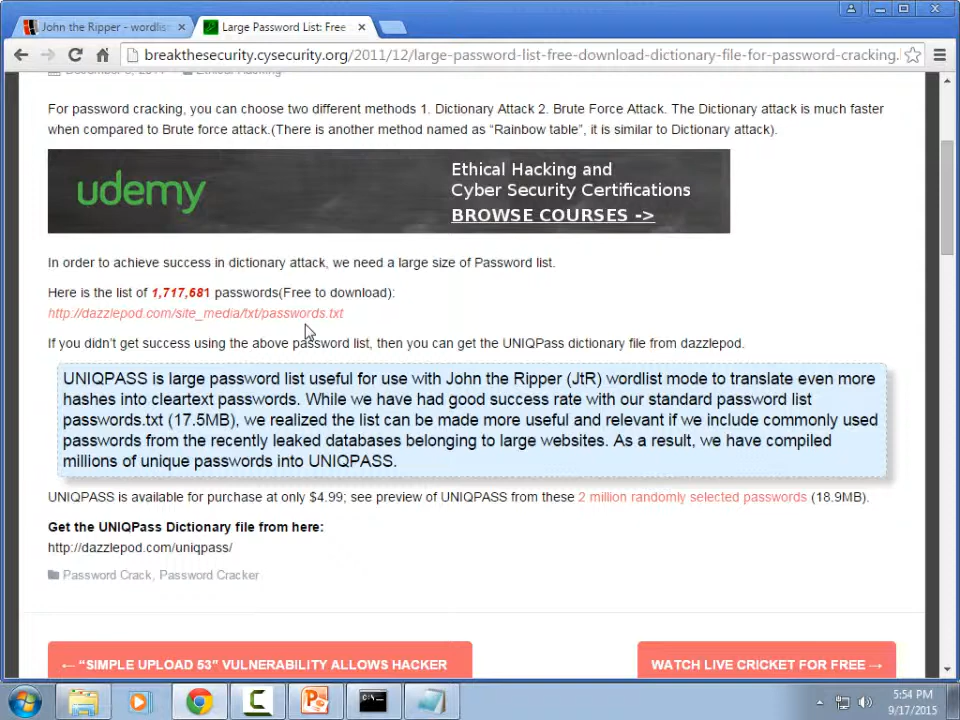 John the Ripper - wordlis
Large Password List: Free
breakthesecurity.cysecurity.org/2011/12/large-password-list-free-download-dictionary-file-for-password-cracking.
For password cracking, you can choose two different methods 1. Dictionary Attack 2. Brute Force Attack. The Dictionary attack is much faster
when compared to Brute force attack.(There is another method named as “Rainbow table”, it is similar to Dictionary attack).
udemy
Ethical Hacking and
Cyber Security Certifications
BROWSE COURSES ->
In order to achieve success in dictionary attack, we need a large size of Password list.
Here is the list of 1,717,681 passwords(Free to download):
http://dazzlepod.com/site_media/txt/passwords.txt
If you didn’t get success using the above password list, then you can get the UNIQPass dictionary file from dazzlepod.
UNIQPASS is large password list useful for use with John the Ripper (JtR) wordlist mode to translate even more
hashes into cleartext passwords. While we have had good success rate with our standard password list
passwords.txt (17.5MB), we realized the list can be made more useful and relevant if we include commonly used
passwords from the recently leaked databases belonging to large websites. As a result, we have compiled
millions of unique passwords into UNIQPASS.
UNIQPASS is available for purchase at only $4.99; see preview of UNIQPASS from these 2 million randomly selected passwords (18.9MB).
Get the UNIQPass Dictionary file from here:
http://dazzlepod.com/uniqpass/
Password Crack, Password Cracker
← “SIMPLE UPLOAD 53” VULNERABILITY ALLOWS HACKER
WATCH LIVE CRICKET FOR FREE →
5:54 PM
9/17/2015